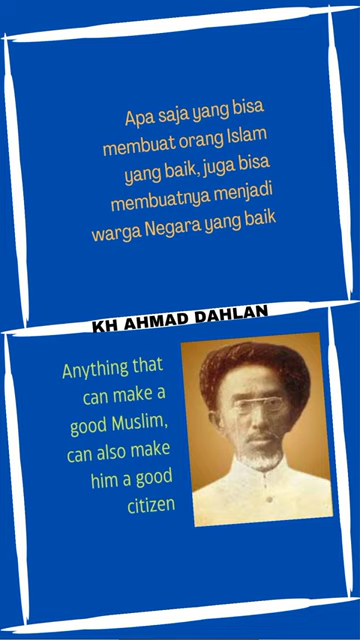 Apa saja yang bisa
membuat orang Islam
yang baik, juga bisa
membuatnya menjadi
warga Negara yang baik
KH AHMAD DAHLAN
Anything that
can make a
good Muslim,
can also make
him a good
citizen